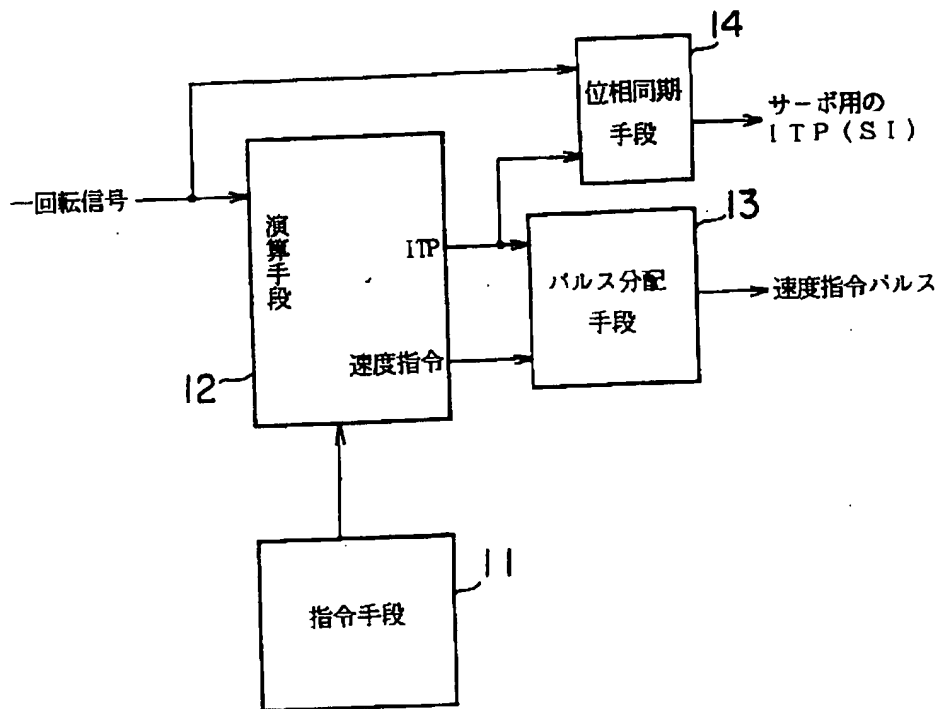 14
位相同期
手段
サーボ用の
ITP(SI)
一回転信号
演算手段
ITP
速度指令
12
13
パルス分配
手段
速度指令パルス
11
指令手段